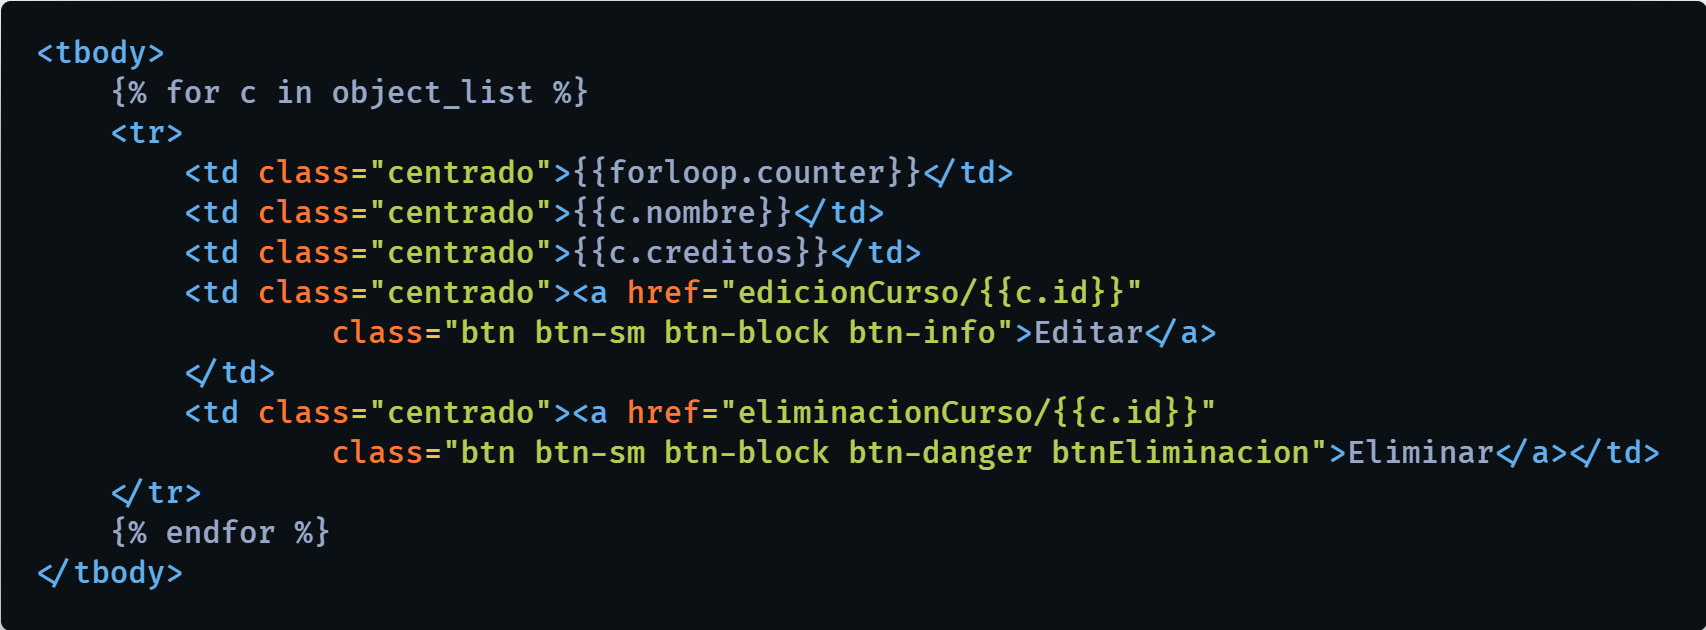 <tbody>
    {% for c in object_list %}
    <tr>
        <td class="centrado">{{forloop.counter}}</td>
        <td class="centrado">{{c.nombre}}</td>
        <td class="centrado">{{c.creditos}}</td>
        <td class="centrado"><a href="edicionCurso/{{c.id}}"
                class="btn btn-sm btn-block btn-info">Editar</a>
        </td>
        <td class="centrado"><a href="eliminacionCurso/{{c.id}}"
                class="btn btn-sm btn-block btn-danger btnEliminacion">Eliminar</a></td>
    </tr>
    {% endfor %}
</tbody>